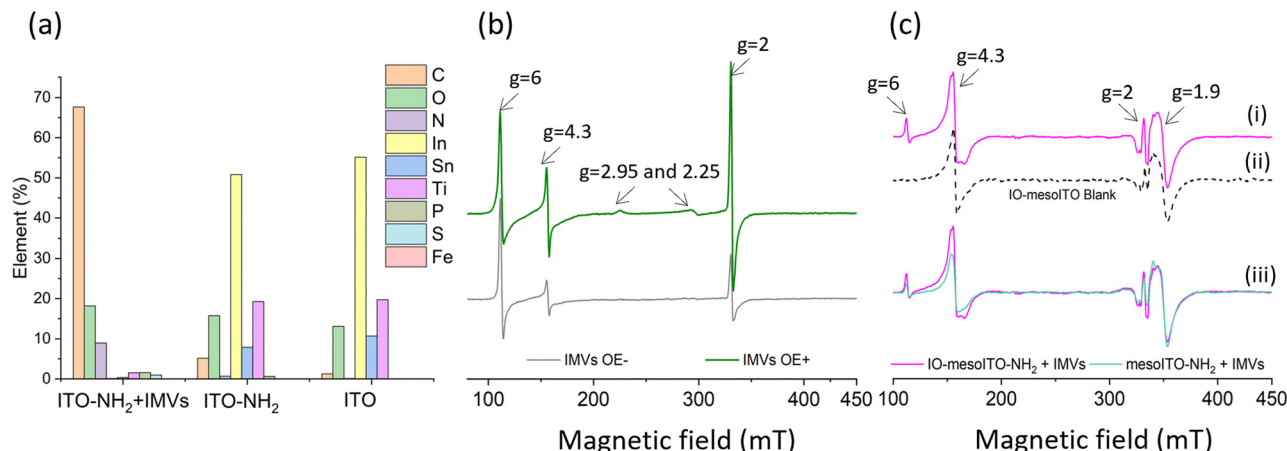 (a)
Element (%)
70
60
50
40
30
20
10
0
C
O
N
In
Sn
Ti
P
S
Fe
ITO-NH₂+IMVs
ITO-NH₂
ITO
(b)
g=6
g=4.3
g=2.95 and 2.25
g=2
IMVs OE-
IMVs OE+
100
200
300
400
450
Magnetic field (mT)
(c)
g=6
g=4.3
g=2
g=1.9
(i)
(ii)
IO-mesoITO Blank
(iii)
IO-mesoITO-NH₂ + IMVs
mesoITO-NH₂ + IMVs
100
200
300
400
450
Magnetic field (mT)